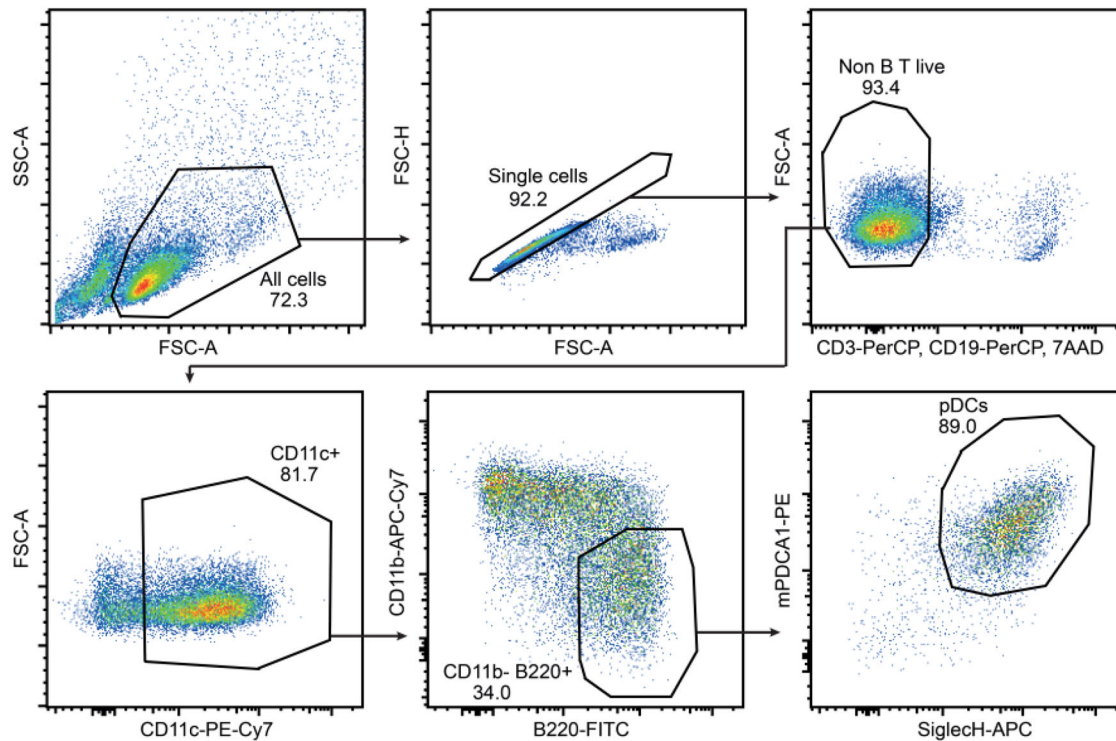 SSC-A
All cells
72.3
FSC-A
FSC-H
Single cells
92.2
FSC-A
FSC-A
Non B T live
93.4
CD3-PerCP, CD19-PerCP, 7AAD
FSC-A
CD11c+
81.7
CD11c-PE-Cy7
CD11b-APC-Cy7
CD11b- B220+
34.0
B220-FITC
mPDCA1-PE
pDCs
89.0
SiglecH-APC